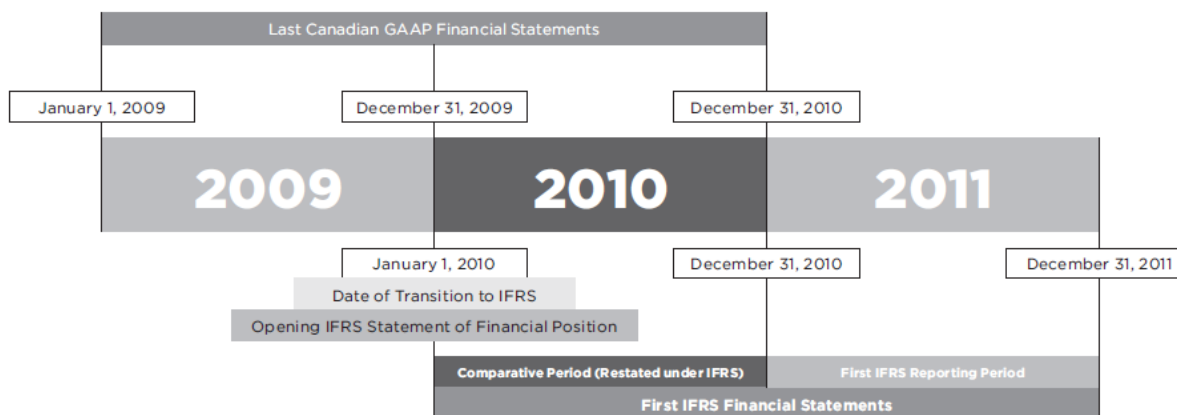 Last Canadian GAAP Financial Statements
January 1, 2009
December 31, 2009
December 31, 2010
2009
2010
2011
January 1, 2010
December 31, 2010
December 31, 2011
Date of Transition to IFRS
Opening IFRS Statement of Financial Position
Comparative Period (Restated under IFRS)
First IFRS Reporting Period
First IFRS Financial Statements